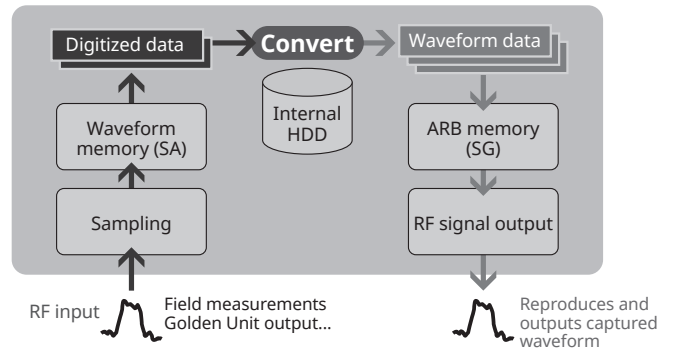 Digitized data
Convert
Waveform data
Internal
HDD
Waveform
memory (SA)
ARB memory
(SG)
Sampling
RF signal output
RF input
Field measurements
Golden Unit output...
Reproduces and
outputs captured
waveform